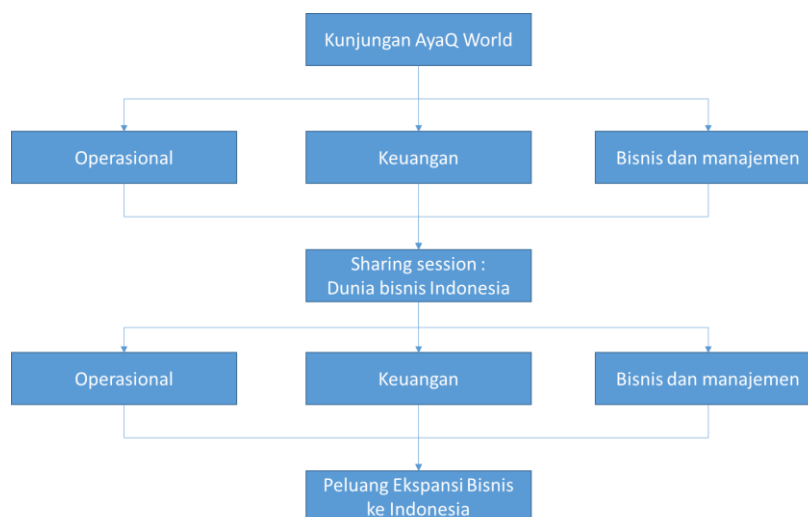 Kunjungan AyaQ World
Operasional
Keuangan
Bisnis dan manajemen
Sharing session :
Dunia bisnis Indonesia
Operasional
Keuangan
Bisnis dan manajemen
Peluang Ekspansi Bisnis
ke Indonesia